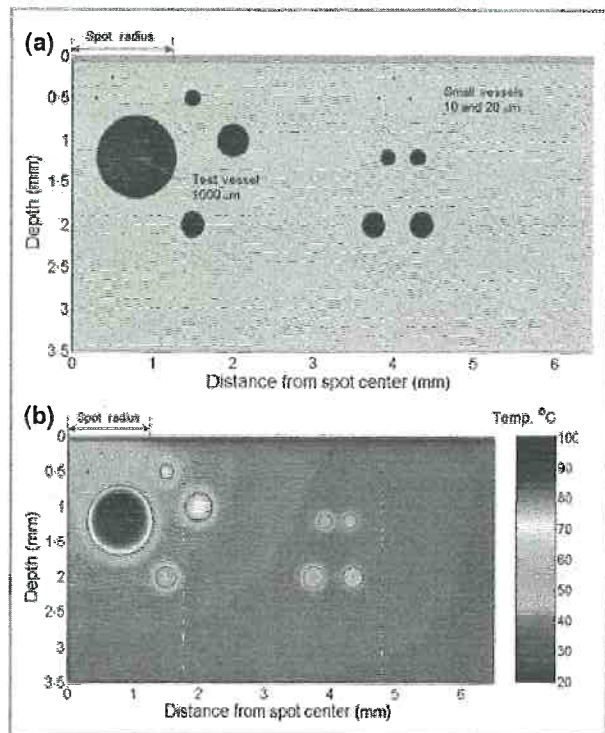 (a)
Spot radius
0
0·5
1
1·5
2
2·5
3
3·5
Depth (mm)
Small vessels
10 and 20 µm
Test vessel
1000 µm
0 1 2 3 4 5 6
Distance from spot center (mm)
(b)
Spot radius
Temp. °C
0
0·5
1
1·5
2
2·5
3
3·5
Depth (mm)
100
90
80
70
60
50
40
30
20
0 1 2 3 4 5 6
Distance from spot center (mm)